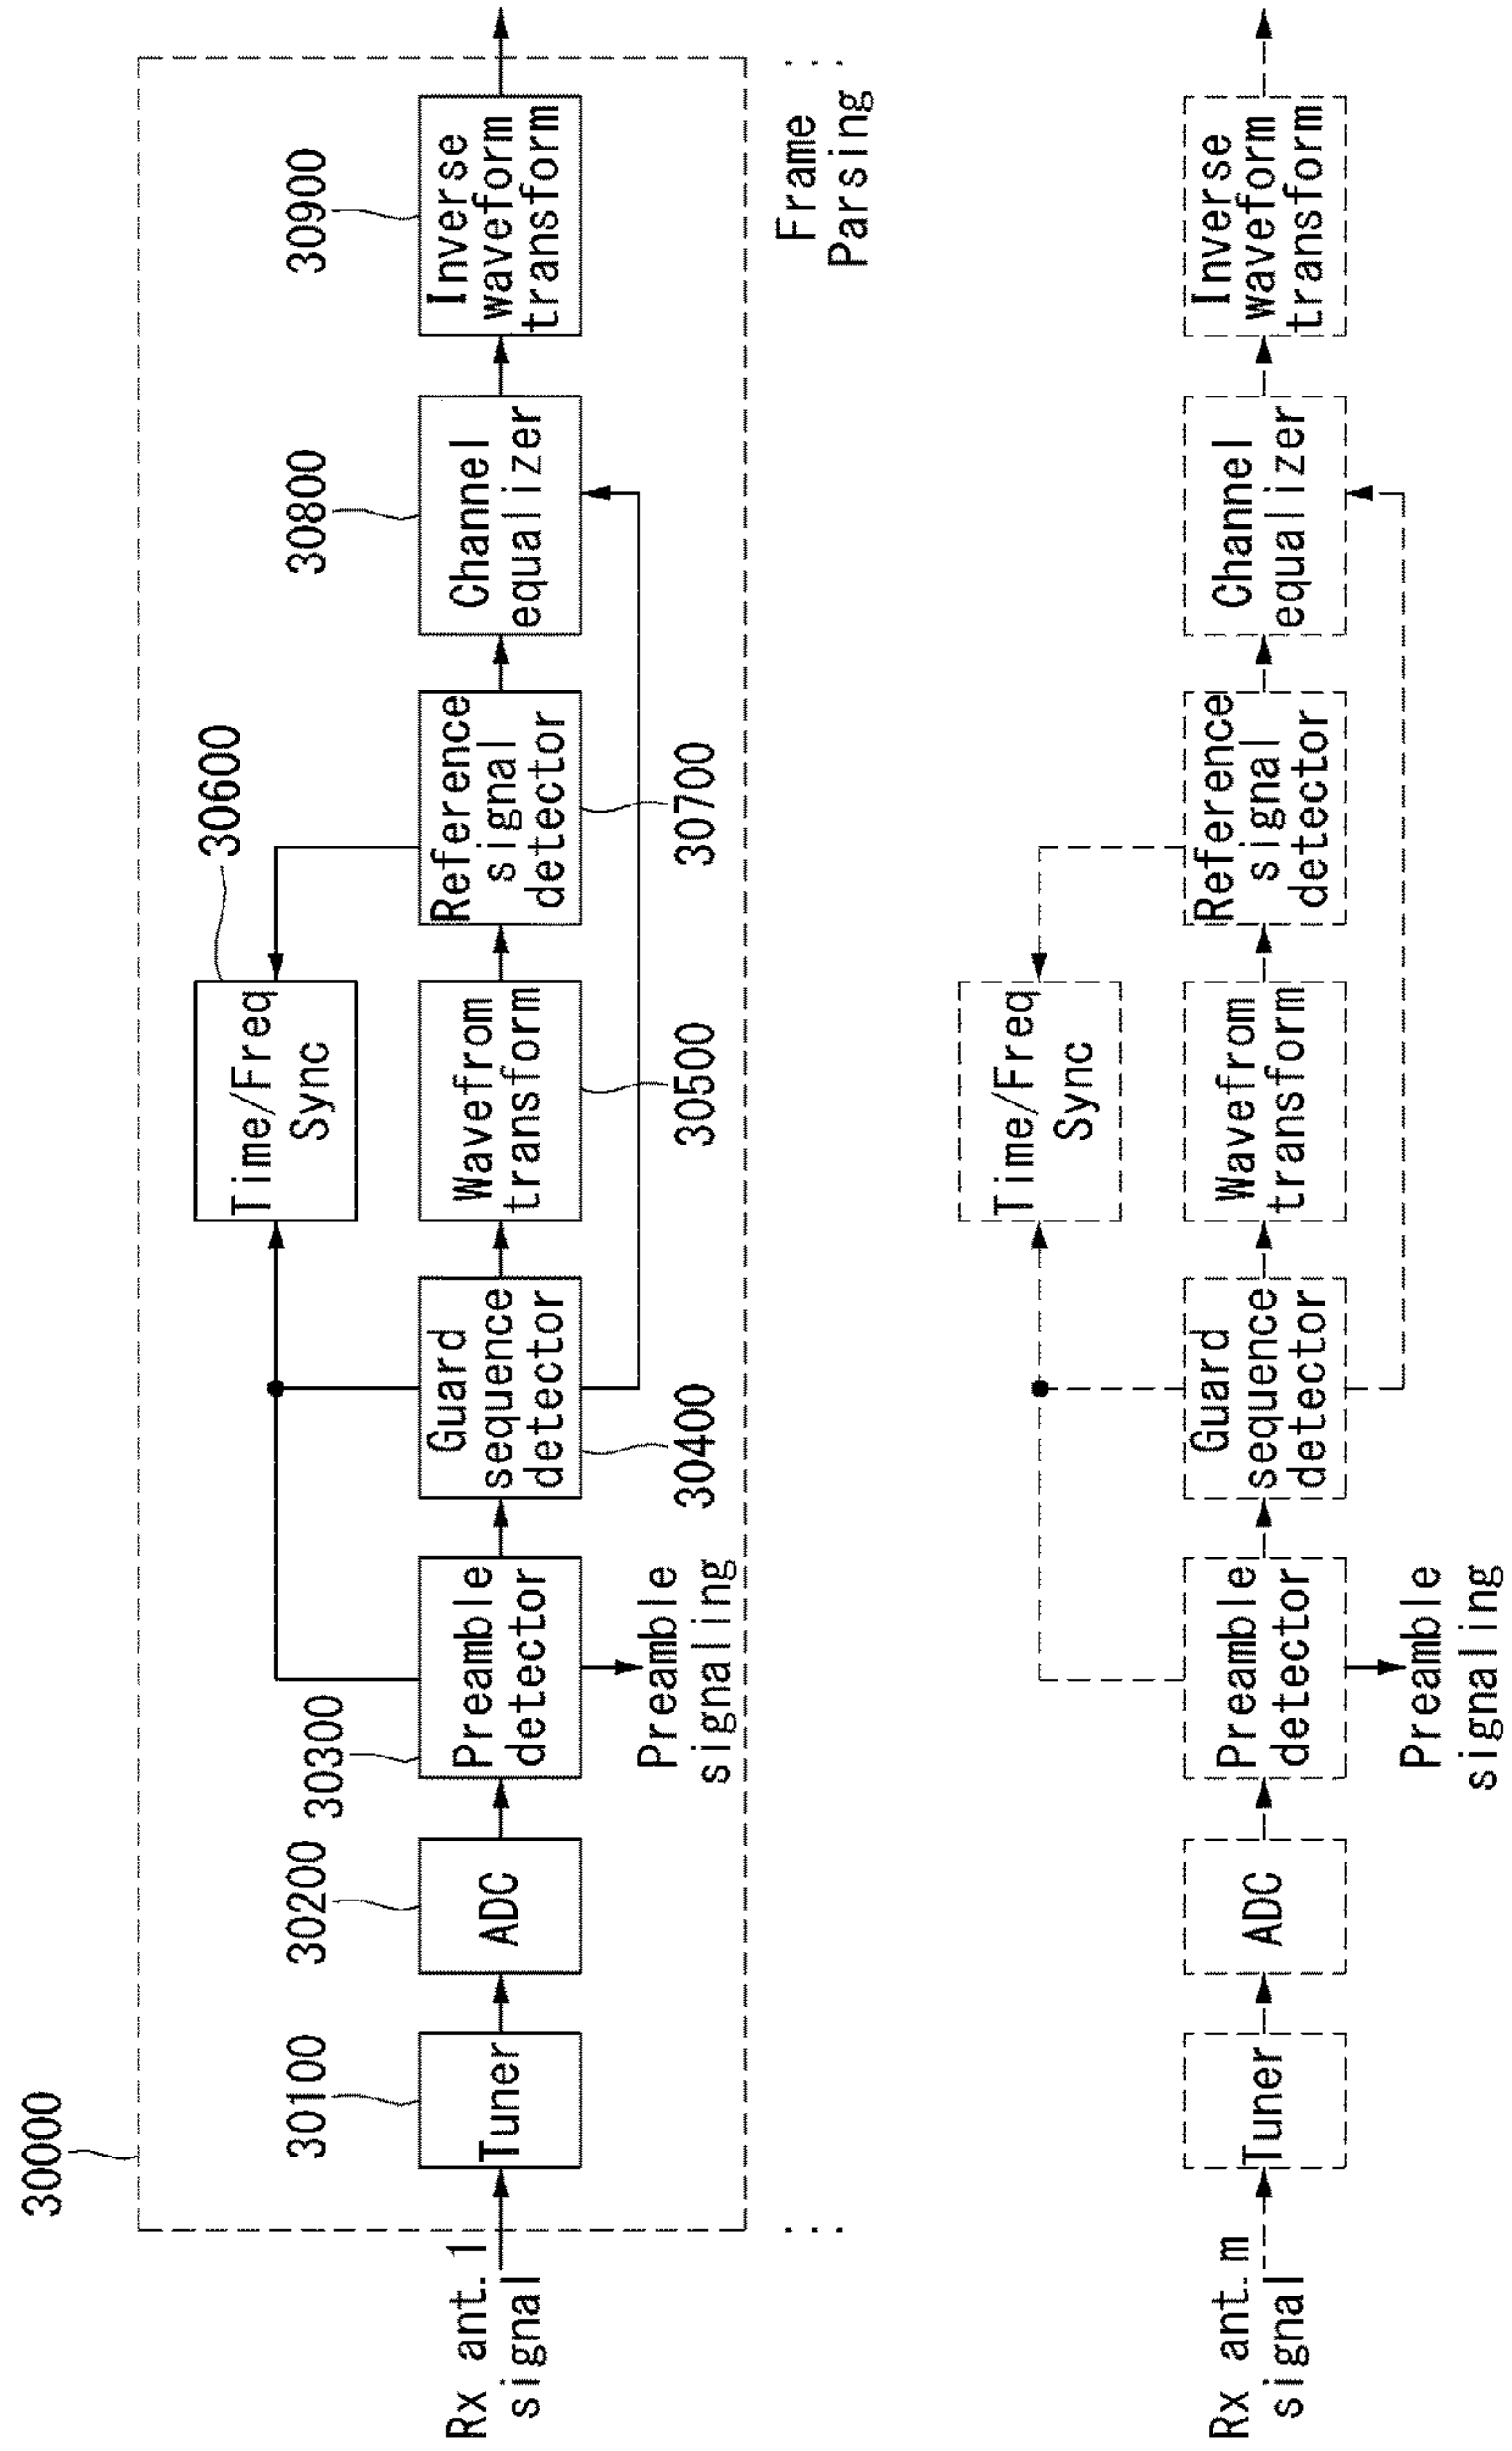 30000
Rx ant. 1
signal
30100
Tuner
30200
ADC
30300
Preamble
detector
Preamble
signaling
30400
Guard
sequence
detector
30600
Time/Freq
Sync
30500
Wavefrom
transform
30700
Reference
signal
detector
30800
Channel
equalizer
30900
Inverse
waveform
transform
Frame
Parsing
...
...
Rx ant. m
signal
Tuner
ADC
Preamble
detector
Preamble
signaling
Guard
sequence
detector
Time/Freq
Sync
Wavefrom
transform
Reference
signal
detector
Channel
equalizer
Inverse
waveform
transform